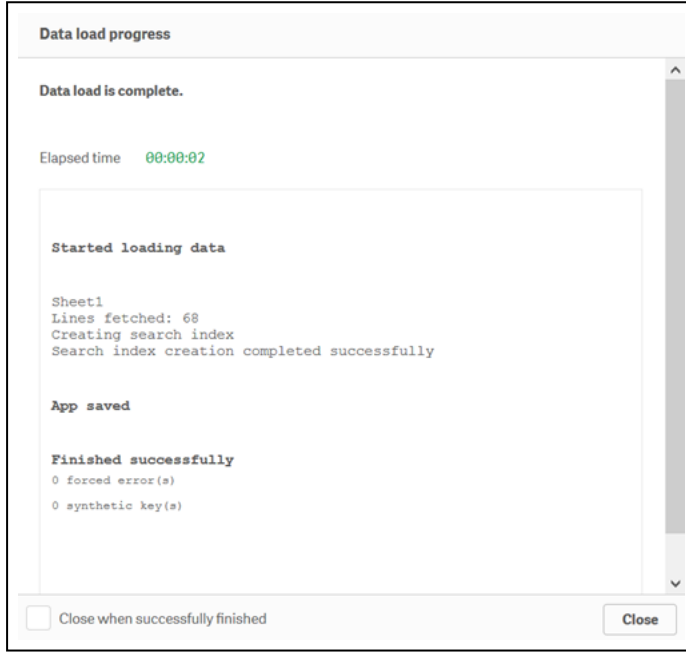 Data load progress
Data load is complete.
Elapsed time 00:00:02
Started loading data
Sheet1
Lines fetched: 68
Creating search index
Search index creation completed successfully
App saved
Finished successfully
0 forced error(s)
0 synthetic key(s)
Close when successfully finished
Close